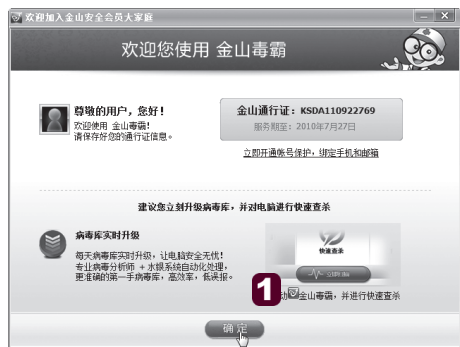 欢迎加入金山安全会员大家庭
欢迎您使用 金山毒霸
尊敬的用户，您好！
欢迎使用 金山毒霸！
请保存好您的通行证信息。
金山通行证：KSDA110922769
服务期至：2010年7月27日
立即开通帐号保护，绑定手机和邮箱
建议您立刻升级病毒库，并对电脑进行快速查杀
病毒库实时升级
每天病毒库实时升级，让电脑安全无忧！
专业病毒分析师 + 水银系统自动化处理，
更准确的第一手病毒库，高效率，低误报。
快速查杀
1
动金山毒霸，并进行快速查杀
确定